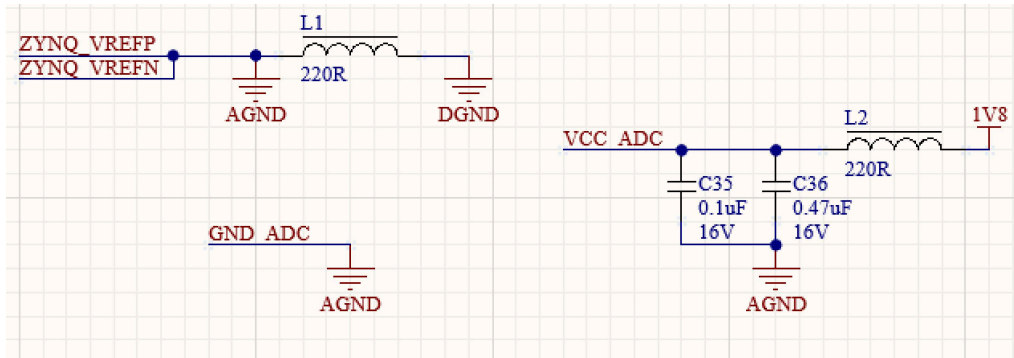 L1
ZYNQ_VREFP
ZYNQ_VREFN
220R
AGND
DGND
L2
1V8
VCC_ADC
220R
C35
0.1uF
16V
C36
0.47uF
16V
GND_ADC
AGND
AGND